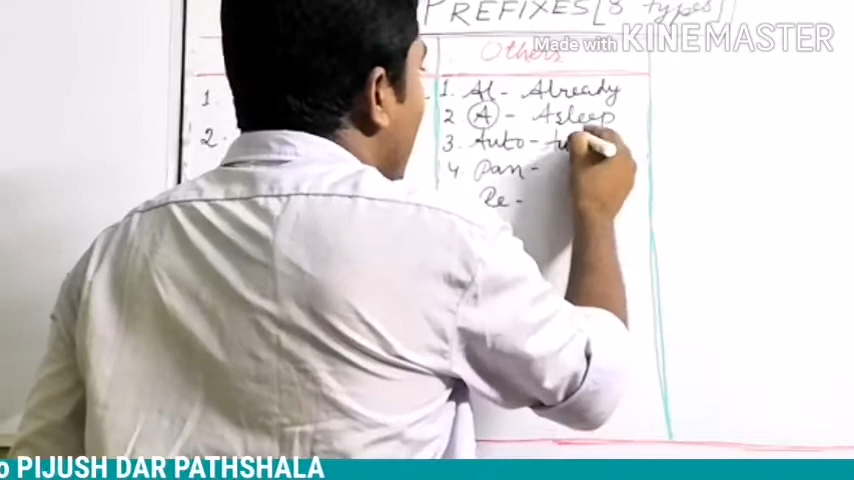 PREFIXES [8 types]
Made with KINEMASTER
Others
1.
1. Al - Already
2 A - Asleep
2.
3. Auto -
4. Pan -
Re -
o PIJUSH DAR PATHSHALA